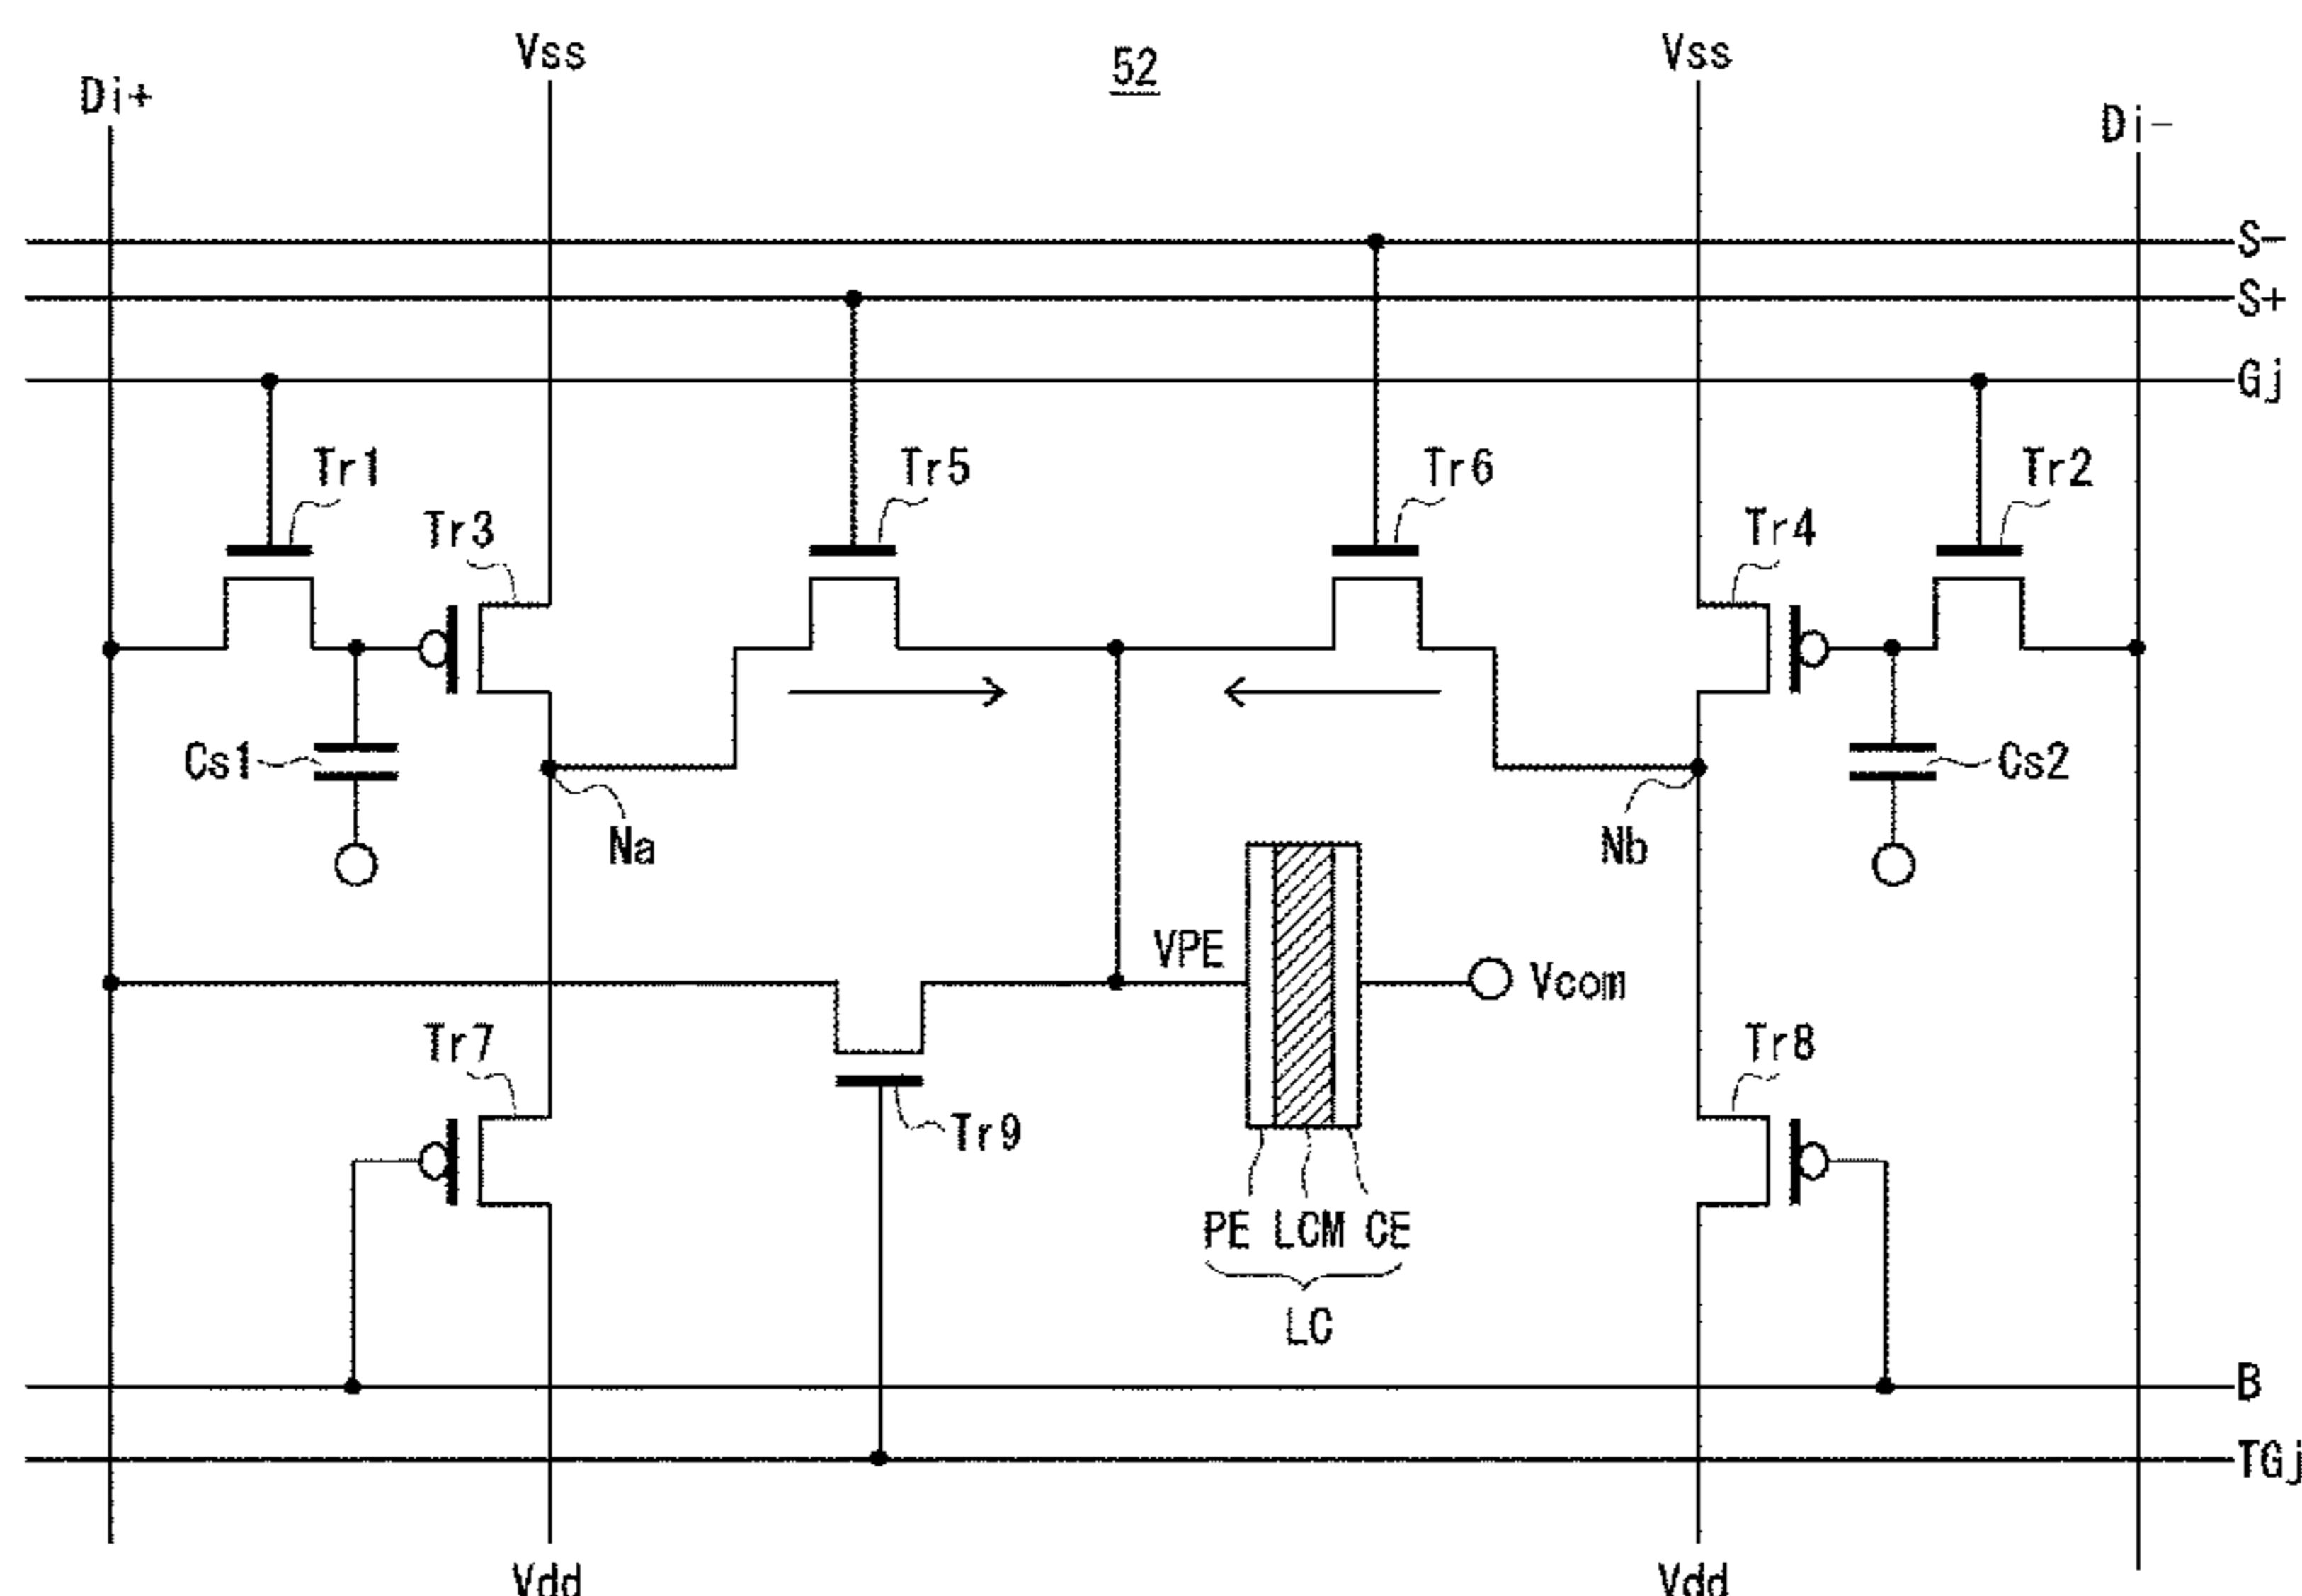 Vss
52
Vss
Di+
Di-
S-
S+
Gj
Tr1
Tr5
Tr6
Tr2
Tr3
Tr4
Cs1
Cs2
Na
Nb
VPE
Vcom
Tr7
Tr8
Tr9
PE LCM CE
LC
B
TGj
Vdd
Vdd